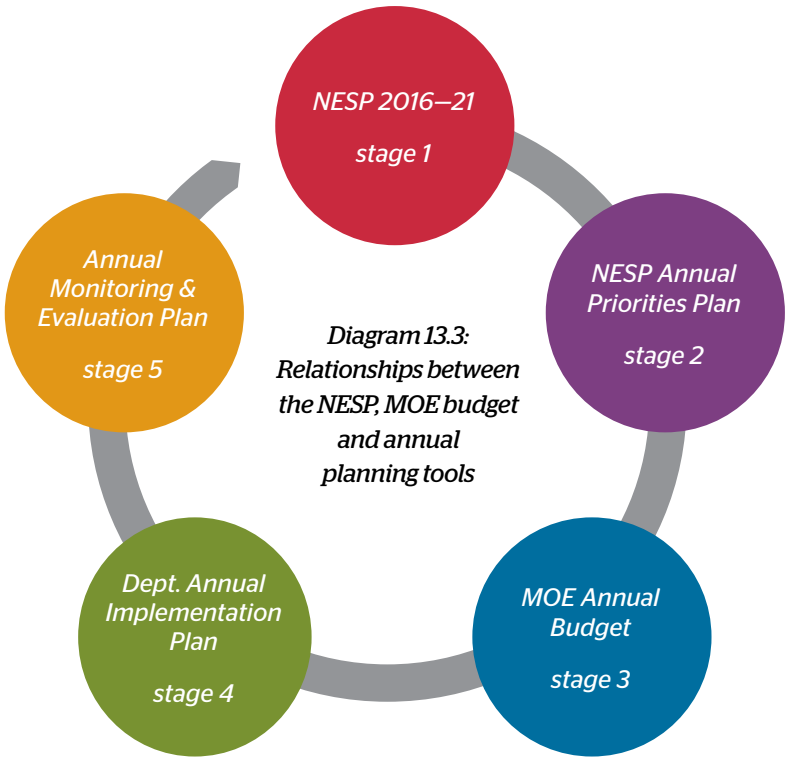 NESP 2016—21
stage 1
NESP Annual
Priorities Plan
stage 2
MOE Annual
Budget
stage 3
Dept. Annual
Implementation
Plan
stage 4
Annual
Monitoring &
Evaluation Plan
stage 5
Diagram 13.3:
Relationships between
the NESP, MOE budget
and annual
planning tools